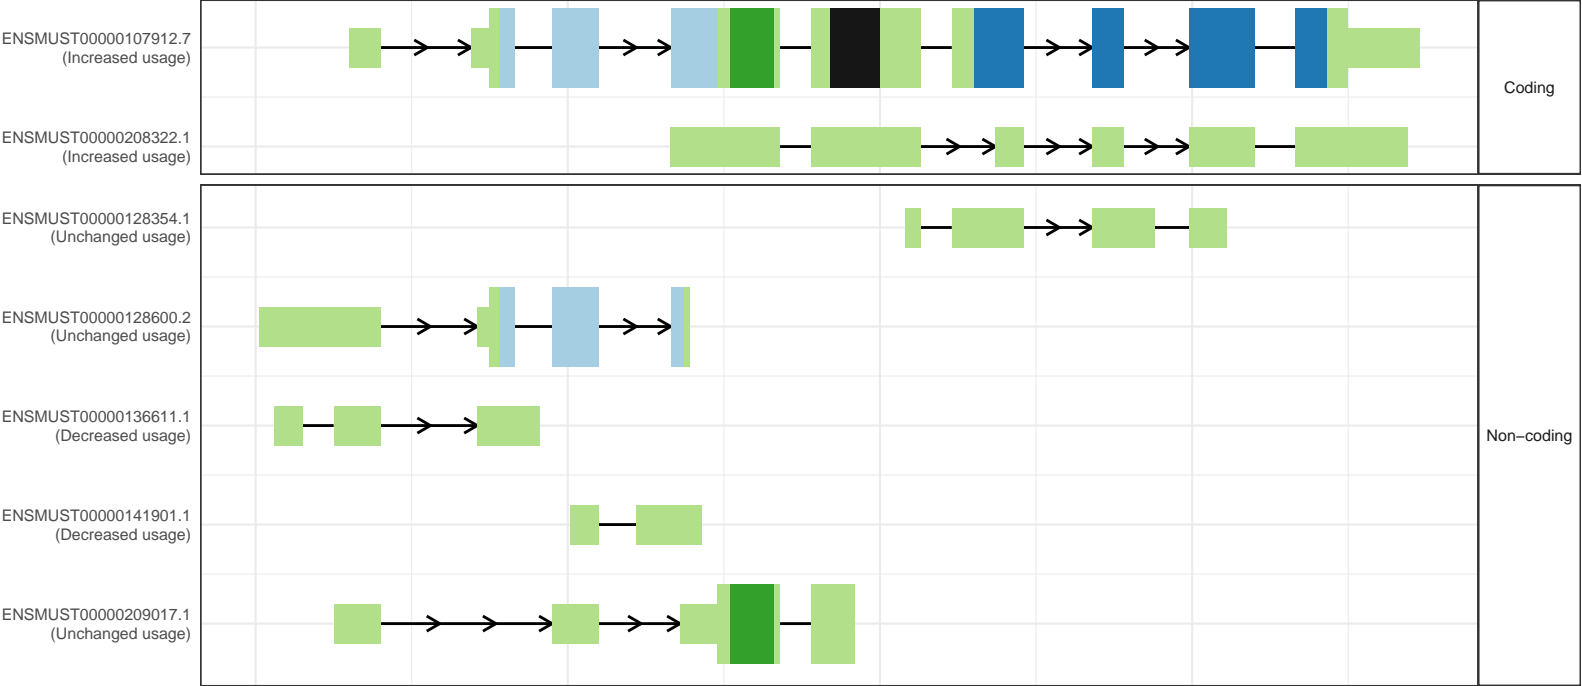 ENSMUST00000107912.7
(Increased usage)
ENSMUST00000208322.1
(Increased usage)
Coding
ENSMUST00000128354.1
(Unchanged usage)
ENSMUST00000128600.2
(Unchanged usage)
ENSMUST00000136611.1
(Decreased usage)
ENSMUST00000141901.1
(Decreased usage)
ENSMUST00000209017.1
(Unchanged usage)
Non−coding